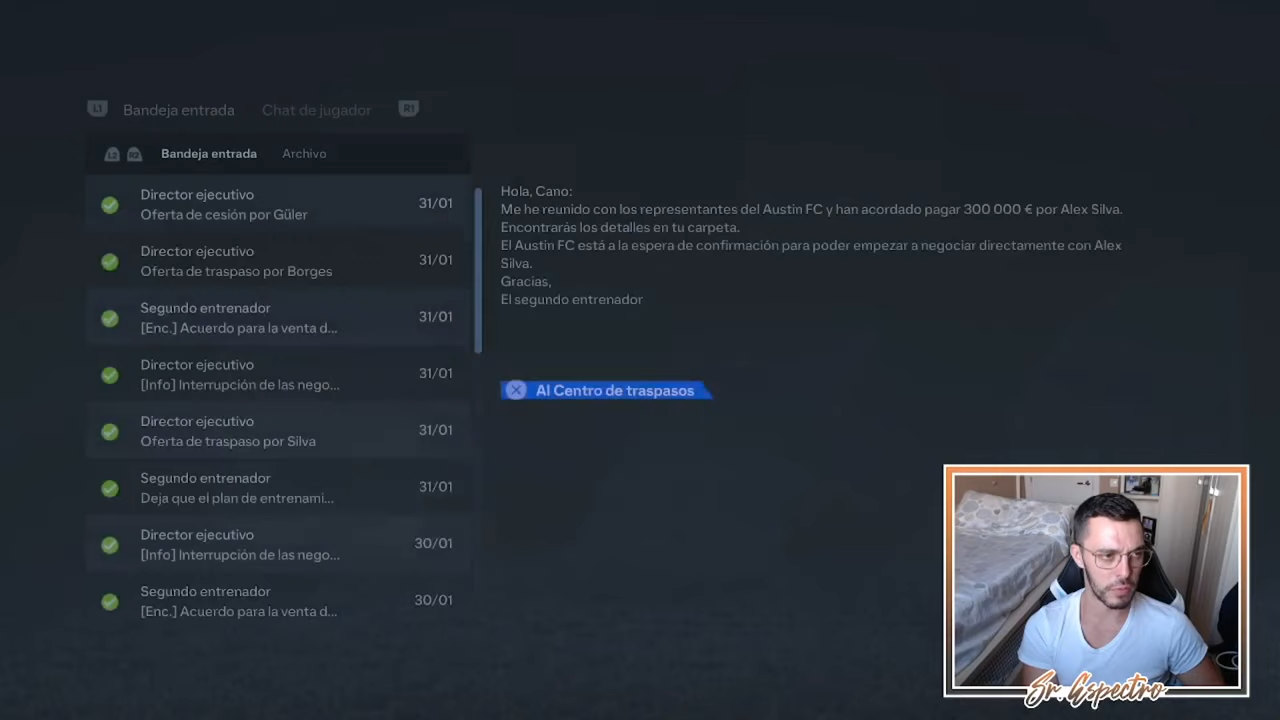 L1 Bandeja entrada Chat de jugador R1
L2 R2 Bandeja entrada Archivo
Director ejecutivo
Oferta de cesión por Güler
31/01
Director ejecutivo
Oferta de traspaso por Borges
31/01
Segundo entrenador
[Enc.] Acuerdo para la venta d...
31/01
Director ejecutivo
[Info] Interrupción de las nego...
31/01
Director ejecutivo
Oferta de traspaso por Silva
31/01
Segundo entrenador
Deja que el plan de entrenami...
31/01
Director ejecutivo
[Info] Interrupción de las nego...
30/01
Segundo entrenador
[Enc.] Acuerdo para la venta d...
30/01
Hola, Cano:
Me he reunido con los representantes del Austin FC y han acordado pagar 300 000 € por Alex Silva.
Encontrarás los detalles en tu carpeta.
El Austin FC está a la espera de confirmación para poder empezar a negociar directamente con Alex
Silva.
Gracias,
El segundo entrenador
Al Centro de traspasos
Sr. Espectro